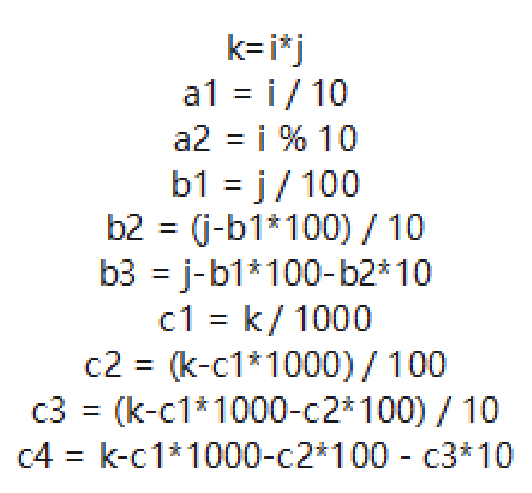 k=i*j
a1 = i / 10
a2 = i % 10
b1 = j / 100
b2 = (j-b1*100) / 10
b3 = j-b1*100-b2*10
c1 = k / 1000
c2 = (k-c1*1000) / 100
c3 = (k-c1*1000-c2*100) / 10
c4 = k-c1*1000-c2*100 - c3*10